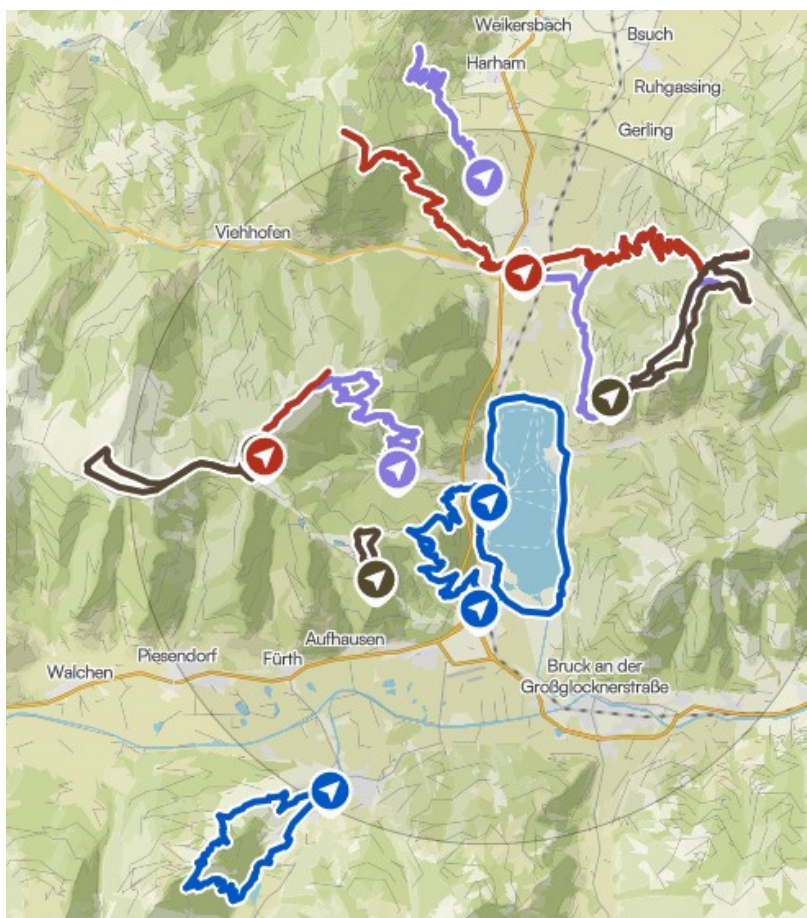 Weikersbach
Bsuch
Harham
Ruhgassing
Gerling
Viehhofen
Aufhausen
Piesendorf
Fürth
Walchen
Bruck an der
Großglocknerstraße